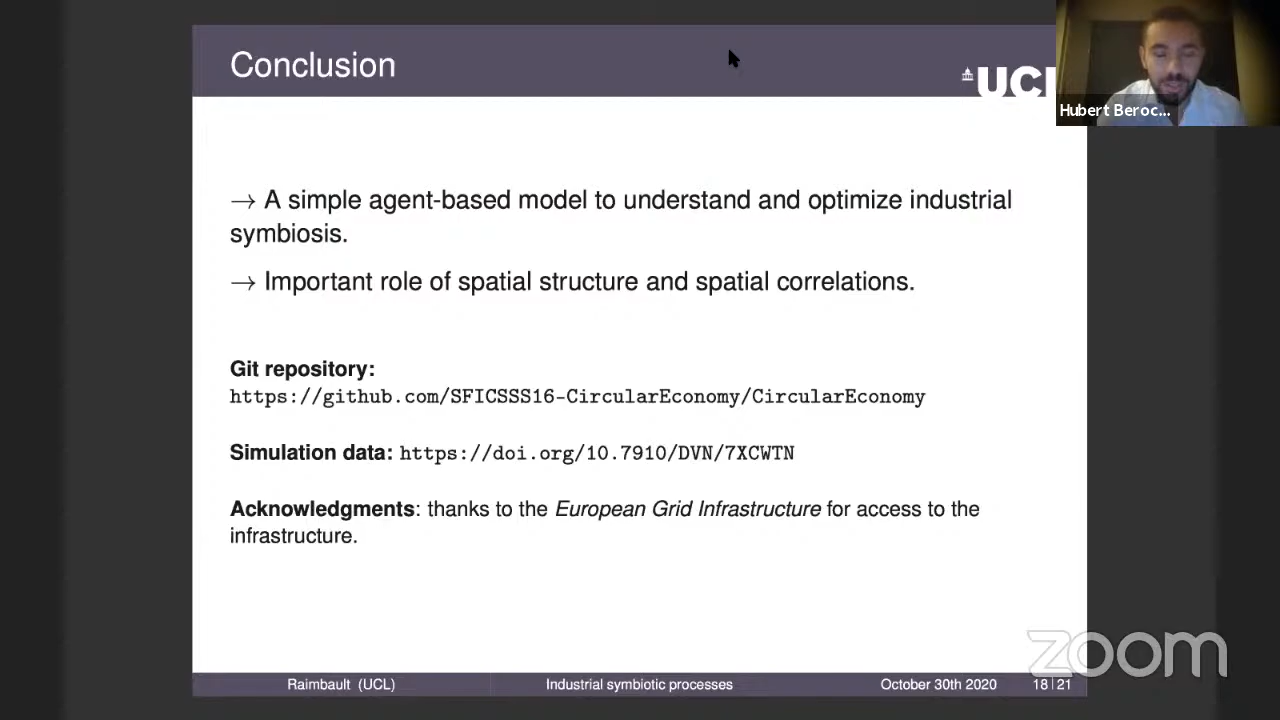 Conclusion
UCL
Hubert Beroc...
→ A simple agent-based model to understand and optimize industrial
symbiosis.
→ Important role of spatial structure and spatial correlations.
Git repository:
https://github.com/SFICSSS16-CircularEconomy/CircularEconomy
Simulation data: https://doi.org/10.7910/DVN/7XCWTN
Acknowledgments: thanks to the European Grid Infrastructure for access to the
infrastructure.
zoom
Raimbault (UCL) Industrial symbiotic processes October 30th 2020 18|21